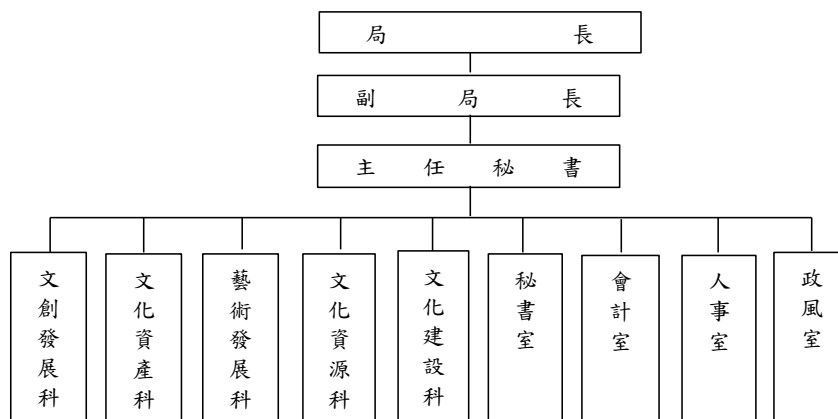 局長
副局長
主任秘書
文創發展科
文化資產科
藝術發展科
文化資源科
文化建設科
秘書室
會計室
人事室
政風室